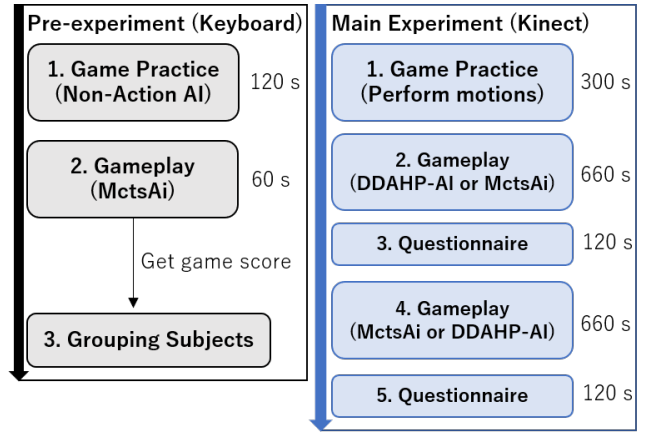 Pre-experiment (Keyboard)
1. Game Practice
(Non-Action AI)
120 s
2. Gameplay
(MctsAi)
60 s
Get game score
3. Grouping Subjects
Main Experiment (Kinect)
1. Game Practice
(Perform motions)
300 s
2. Gameplay
(DDAHP-AI or MctsAi)
660 s
3. Questionnaire
120 s
4. Gameplay
(MctsAi or DDAHP-AI)
660 s
5. Questionnaire
120 s